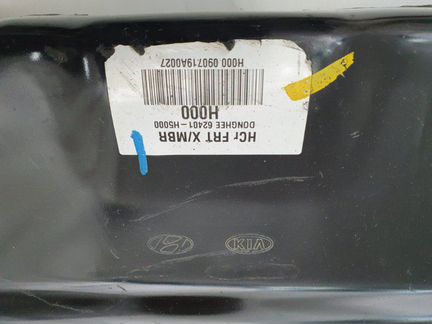 HCr FRT X/MBR
DONGHEE 62401-H5000
H000
H000 090719A0027
KIA